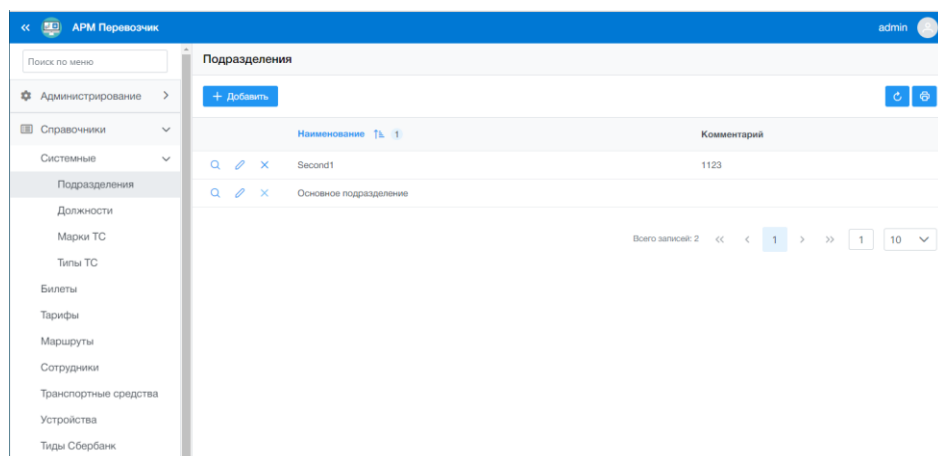 АРМ Перевозчик
admin
Поиск по меню
Подразделения
Администрирование
+ Добавить
Справочники
Наименование 1 Комментарий
Системные
Second1 1123
Подразделения
Основное подразделение
Должности
Марки ТС
Всего записей: 2 << < 1 > >> 1 10
Типы ТС
Билеты
Тарифы
Маршруты
Сотрудники
Транспортные средства
Устройства
Тиды Сбербанк